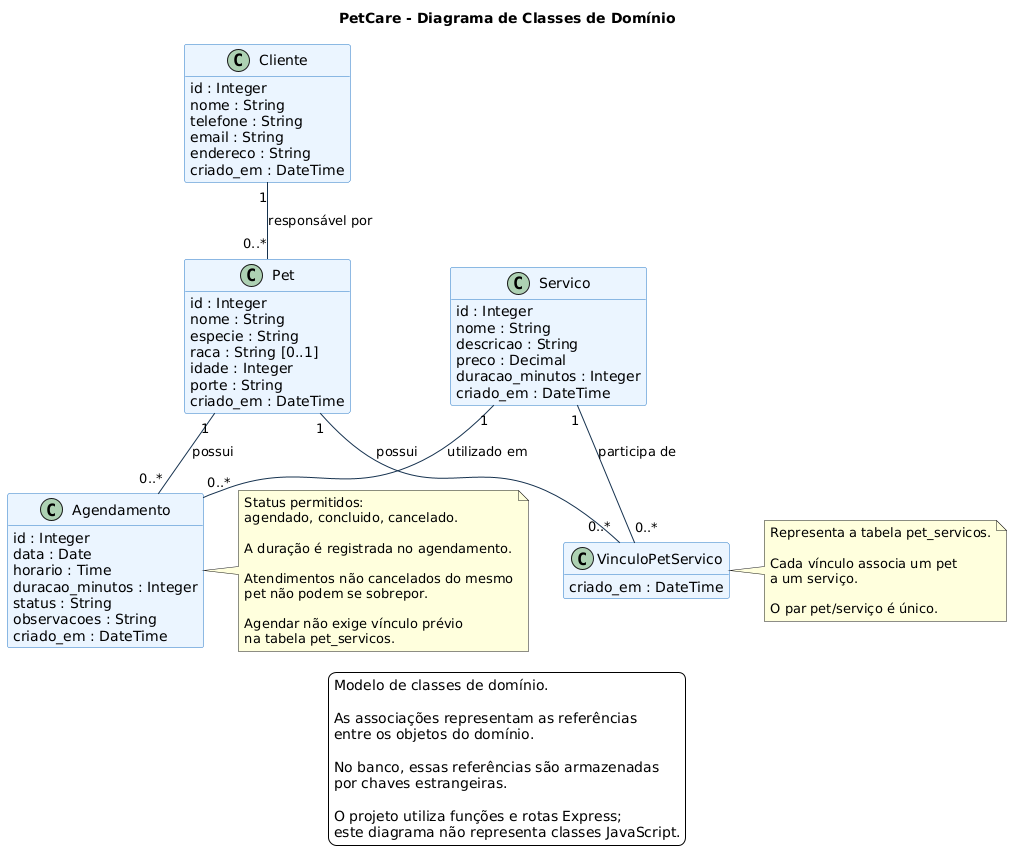 PetCare - Diagrama de Classes de Domínio
C Cliente
id : Integer
nome : String
telefone : String
email : String
endereco : String
criado_em : DateTime
1
responsável por
0..*
C Pet
id : Integer
nome : String
especie : String
raca : String [0..1]
idade : Integer
porte : String
criado_em : DateTime
C Servico
id : Integer
nome : String
descricao : String
preco : Decimal
duracao_minutos : Integer
criado_em : DateTime
1
1
1
1
possui
possui
utilizado em
participa de
0..*
0..*
0..*
0..*
C Agendamento
id : Integer
data : Date
horario : Time
duracao_minutos : Integer
status : String
observacoes : String
criado_em : DateTime
Status permitidos:
agendado, concluido, cancelado.
A duração é registrada no agendamento.
Atendimentos não cancelados do mesmo
pet não podem se sobrepor.
Agendar não exige vínculo prévio
na tabela pet_servicos.
C VinculoPetServico
criado_em : DateTime
Representa a tabela pet_servicos.
Cada vínculo associa um pet
a um serviço.
O par pet/serviço é único.
Modelo de classes de domínio.
As associações representam as referências
entre os objetos do domínio.
No banco, essas referências são armazenadas
por chaves estrangeiras.
O projeto utiliza funções e rotas Express;
este diagrama não representa classes JavaScript.